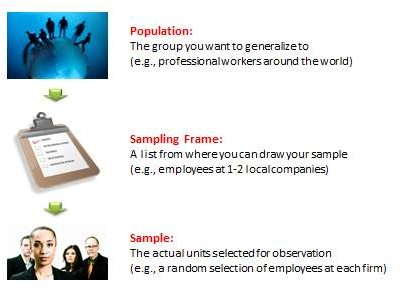 Population:
The group you want to generalize to
(e.g., professional workers around the world)
Sampling Frame:
A list from where you can draw your sample
(e.g., employees at 1-2 local companies)
Sample:
The actual units selected for observation
(e.g., a random selection of employees at each firm)